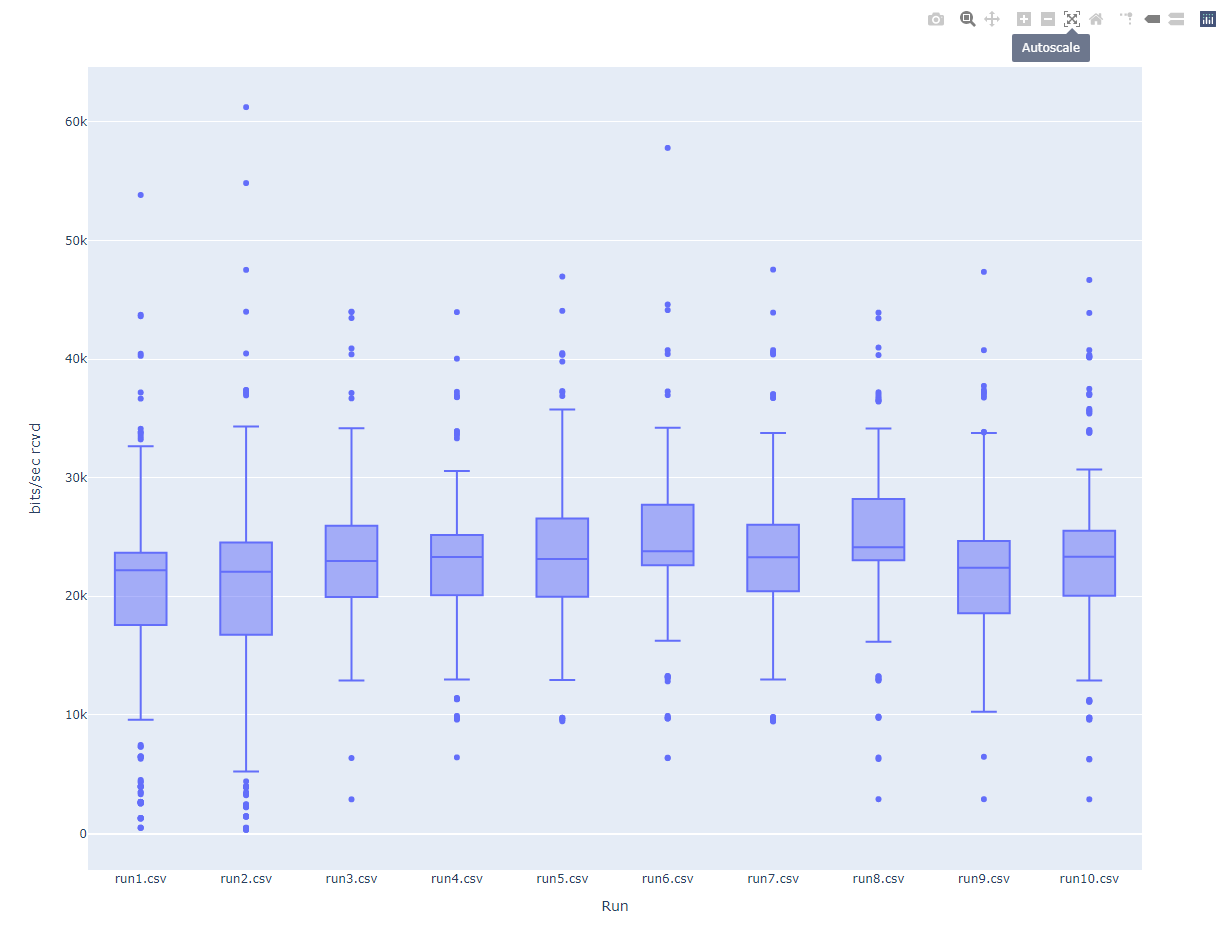 Autoscale
60k
50k
40k
30k
20k
10k
0
bits/sec rcvd
run1.csv run2.csv run3.csv run4.csv run5.csv run6.csv run7.csv run8.csv run9.csv run10.csv
Run